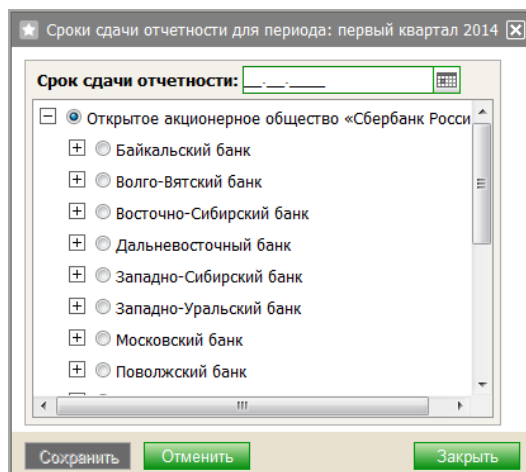 Сроки сдачи отчетности для периода: первый квартал 2014
Срок сдачи отчетности: __.__.____
Открытое акционерное общество «Сбербанк Росси
Байкальский банк
Волго-Вятский банк
Восточно-Сибирский банк
Дальневосточный банк
Западно-Сибирский банк
Западно-Уральский банк
Московский банк
Поволжский банк
Сохранить Отменить Закрыть